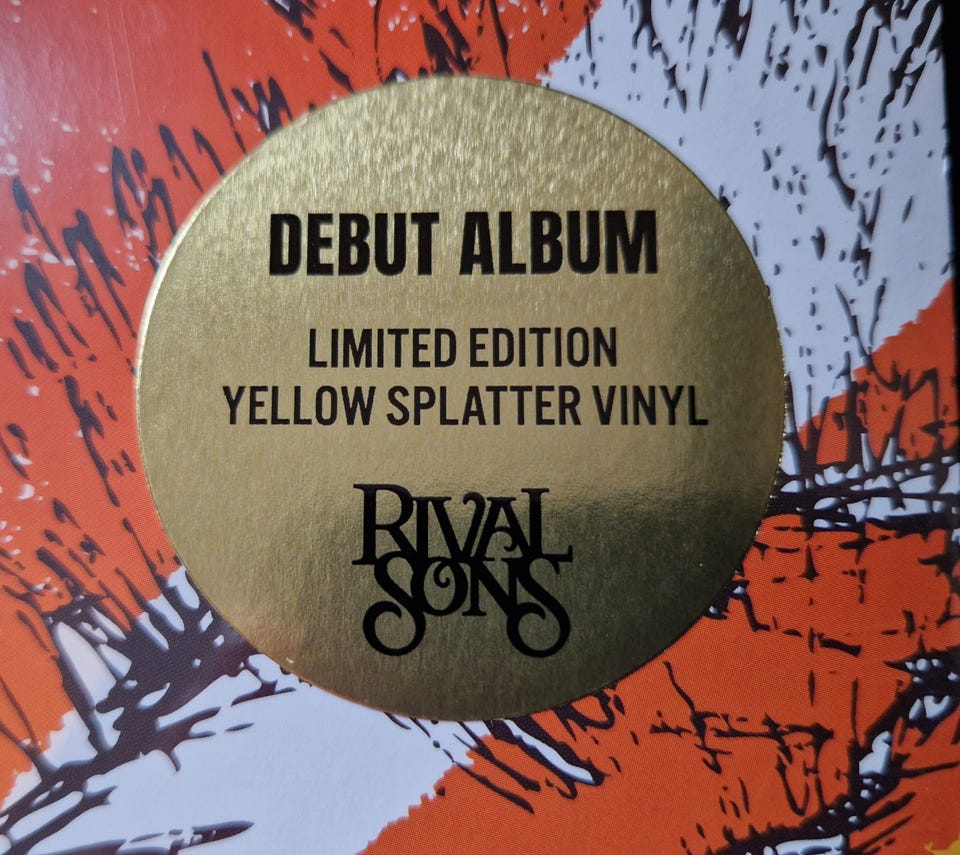 DEBUT ALBUM
LIMITED EDITION
YELLOW SPLATTER VINYL
RIVAL
SONS